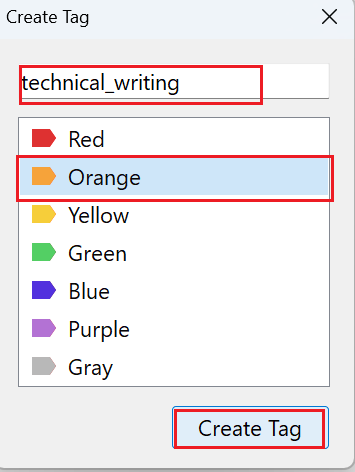 Create Tag
technical_writing
Red
Orange
Yellow
Green
Blue
Purple
Gray
Create Tag